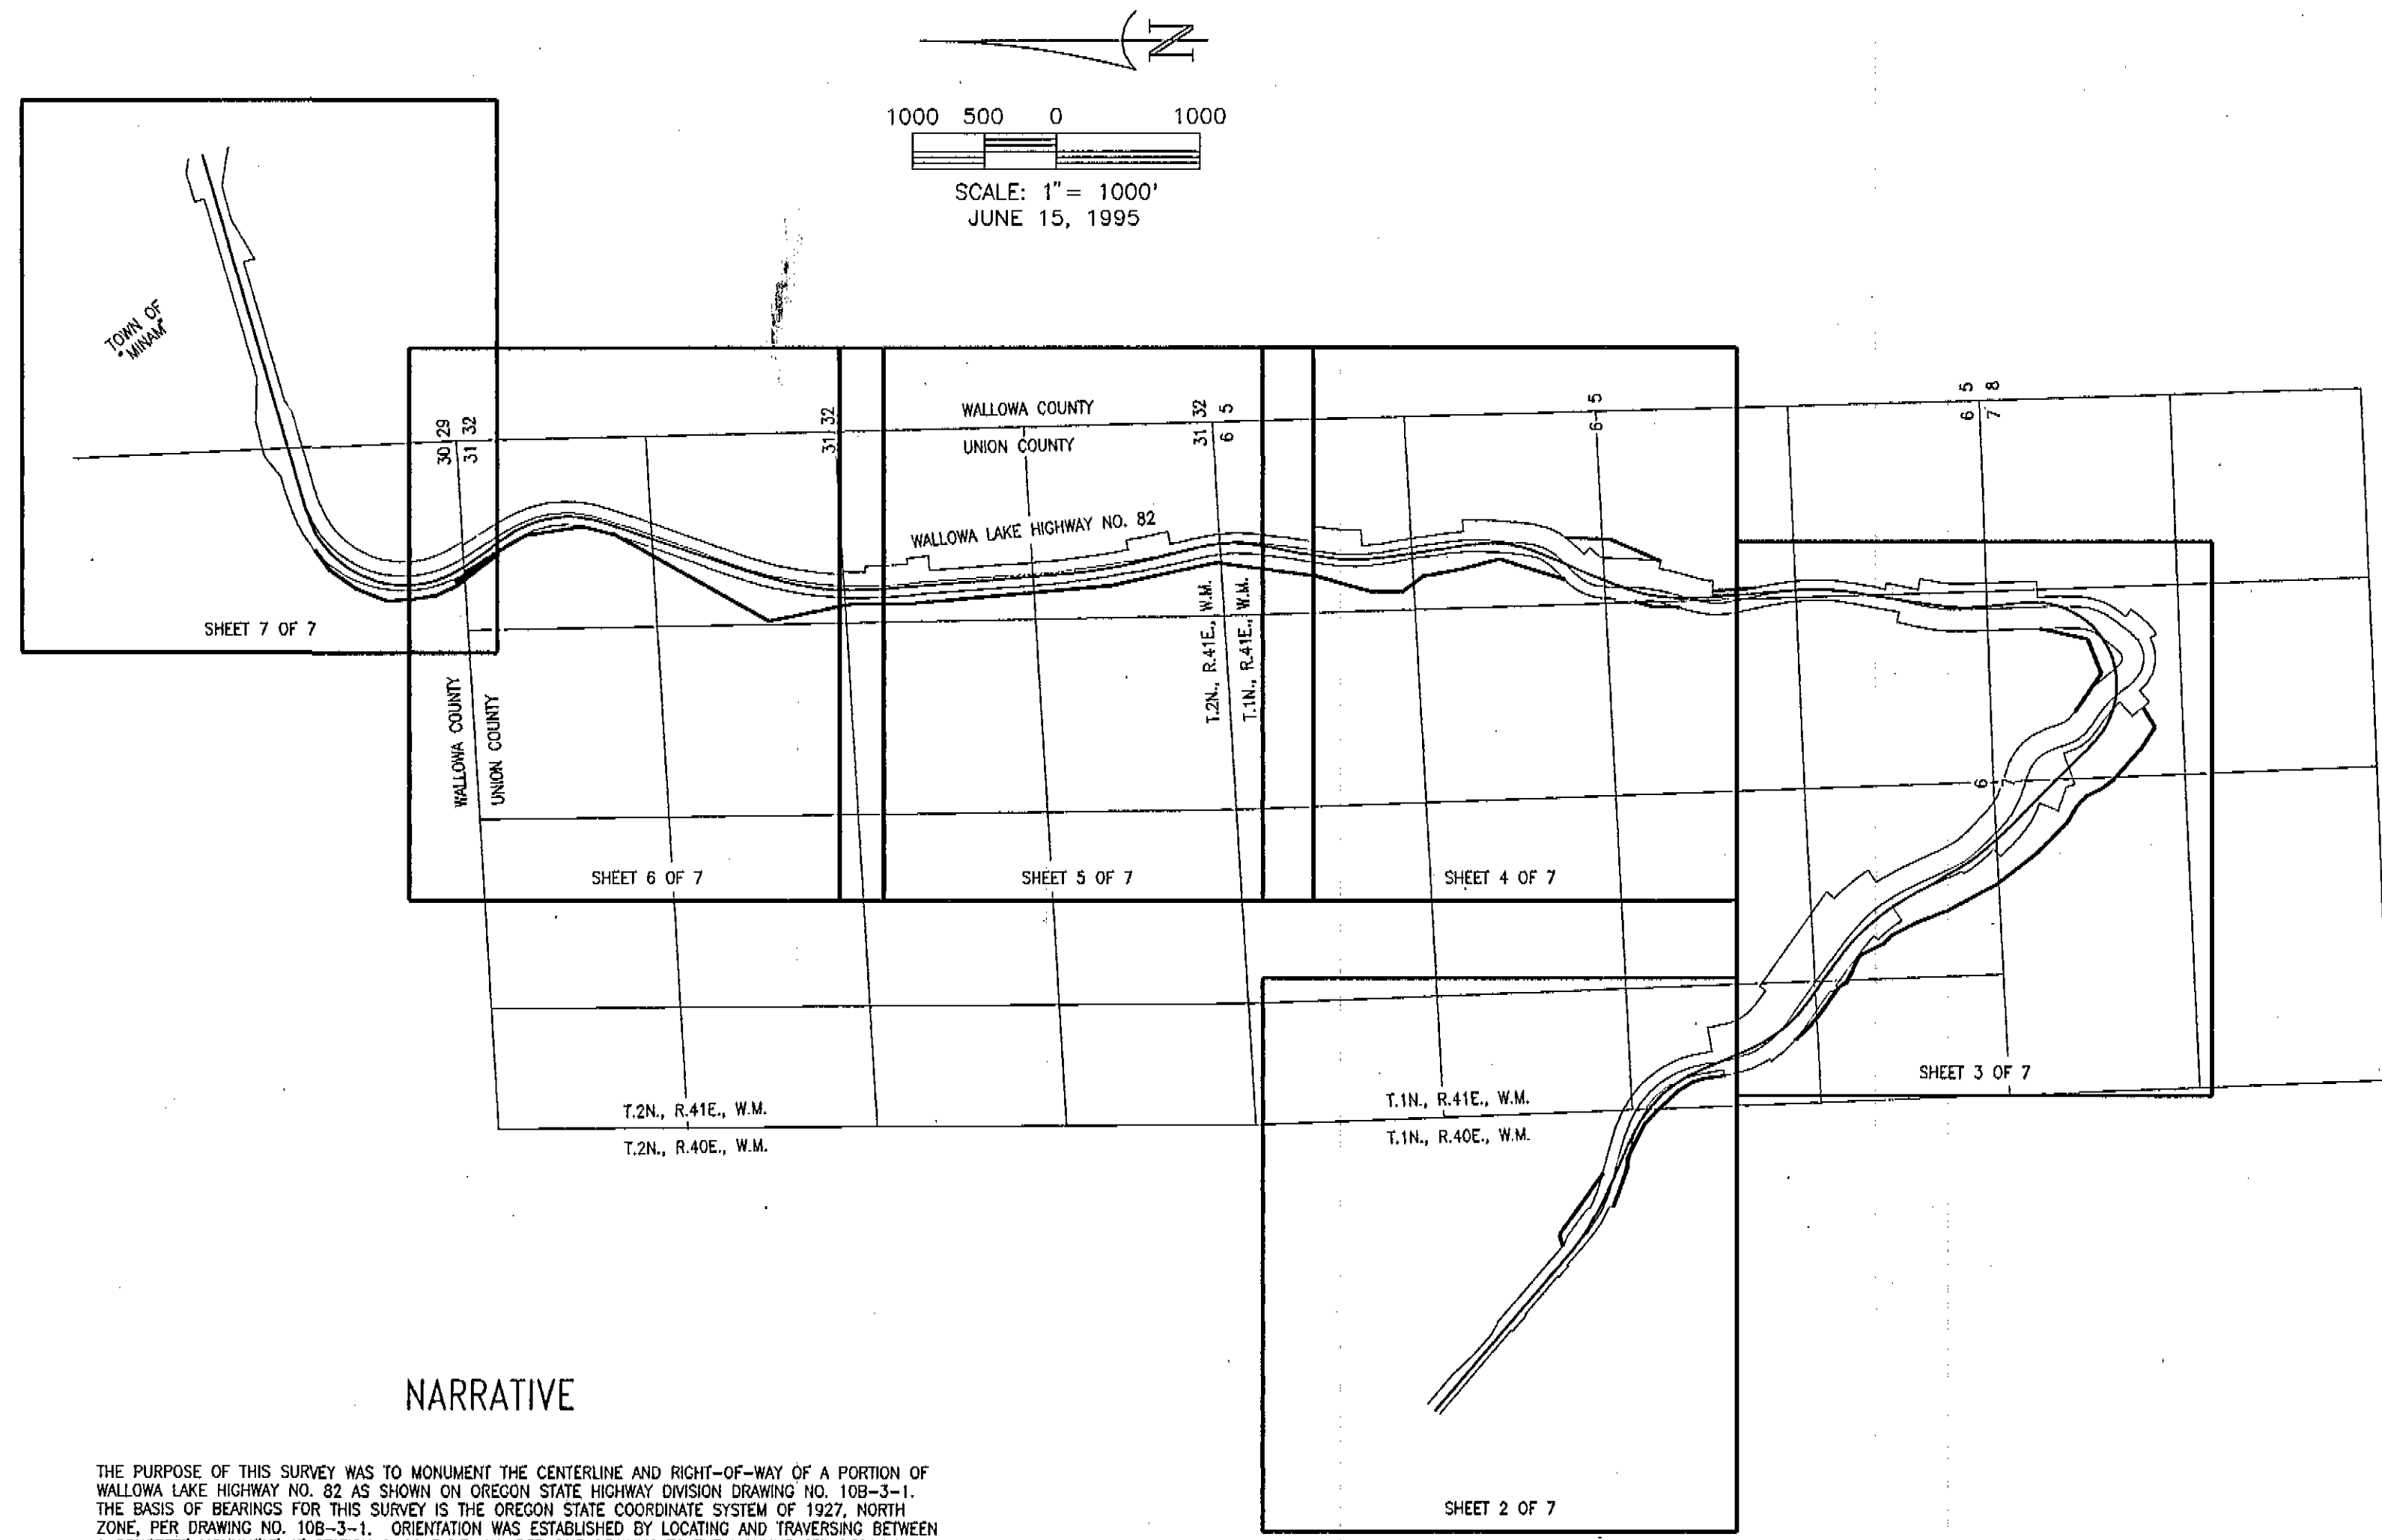 N
1000 500 0 1000
SCALE: 1"= 1000'
JUNE 15, 1995
TOWN OF
"MINAM"
SHEET 7 OF 7
30 29
31 32
WALLOWA COUNTY
UNION COUNTY
31 32
WALLOWA COUNTY
UNION COUNTY
31 32
6 5
WALLOWA LAKE HIGHWAY NO. 82
T.2N., R.41E., W.M.
T.1N., R.41E., W.M.
6 5
6 5
7 8
6
7
SHEET 6 OF 7
SHEET 5 OF 7
SHEET 4 OF 7
SHEET 3 OF 7
T.2N., R.41E., W.M.
T.2N., R.40E., W.M.
T.1N., R.41E., W.M.
T.1N., R.40E., W.M.
SHEET 2 OF 7
NARRATIVE
THE PURPOSE OF THIS SURVEY WAS TO MONUMENT THE CENTERLINE AND RIGHT-OF-WAY OF A PORTION OF
WALLOWA LAKE HIGHWAY NO. 82 AS SHOWN ON OREGON STATE HIGHWAY DIVISION DRAWING NO. 10B-3-1.
THE BASIS OF BEARINGS FOR THIS SURVEY IS THE OREGON STATE COORDINATE SYSTEM OF 1927, NORTH
ZONE, PER DRAWING NO. 10B-3-1. ORIENTATION WAS ESTABLISHED BY LOCATING AND TRAVERSING BETWEEN